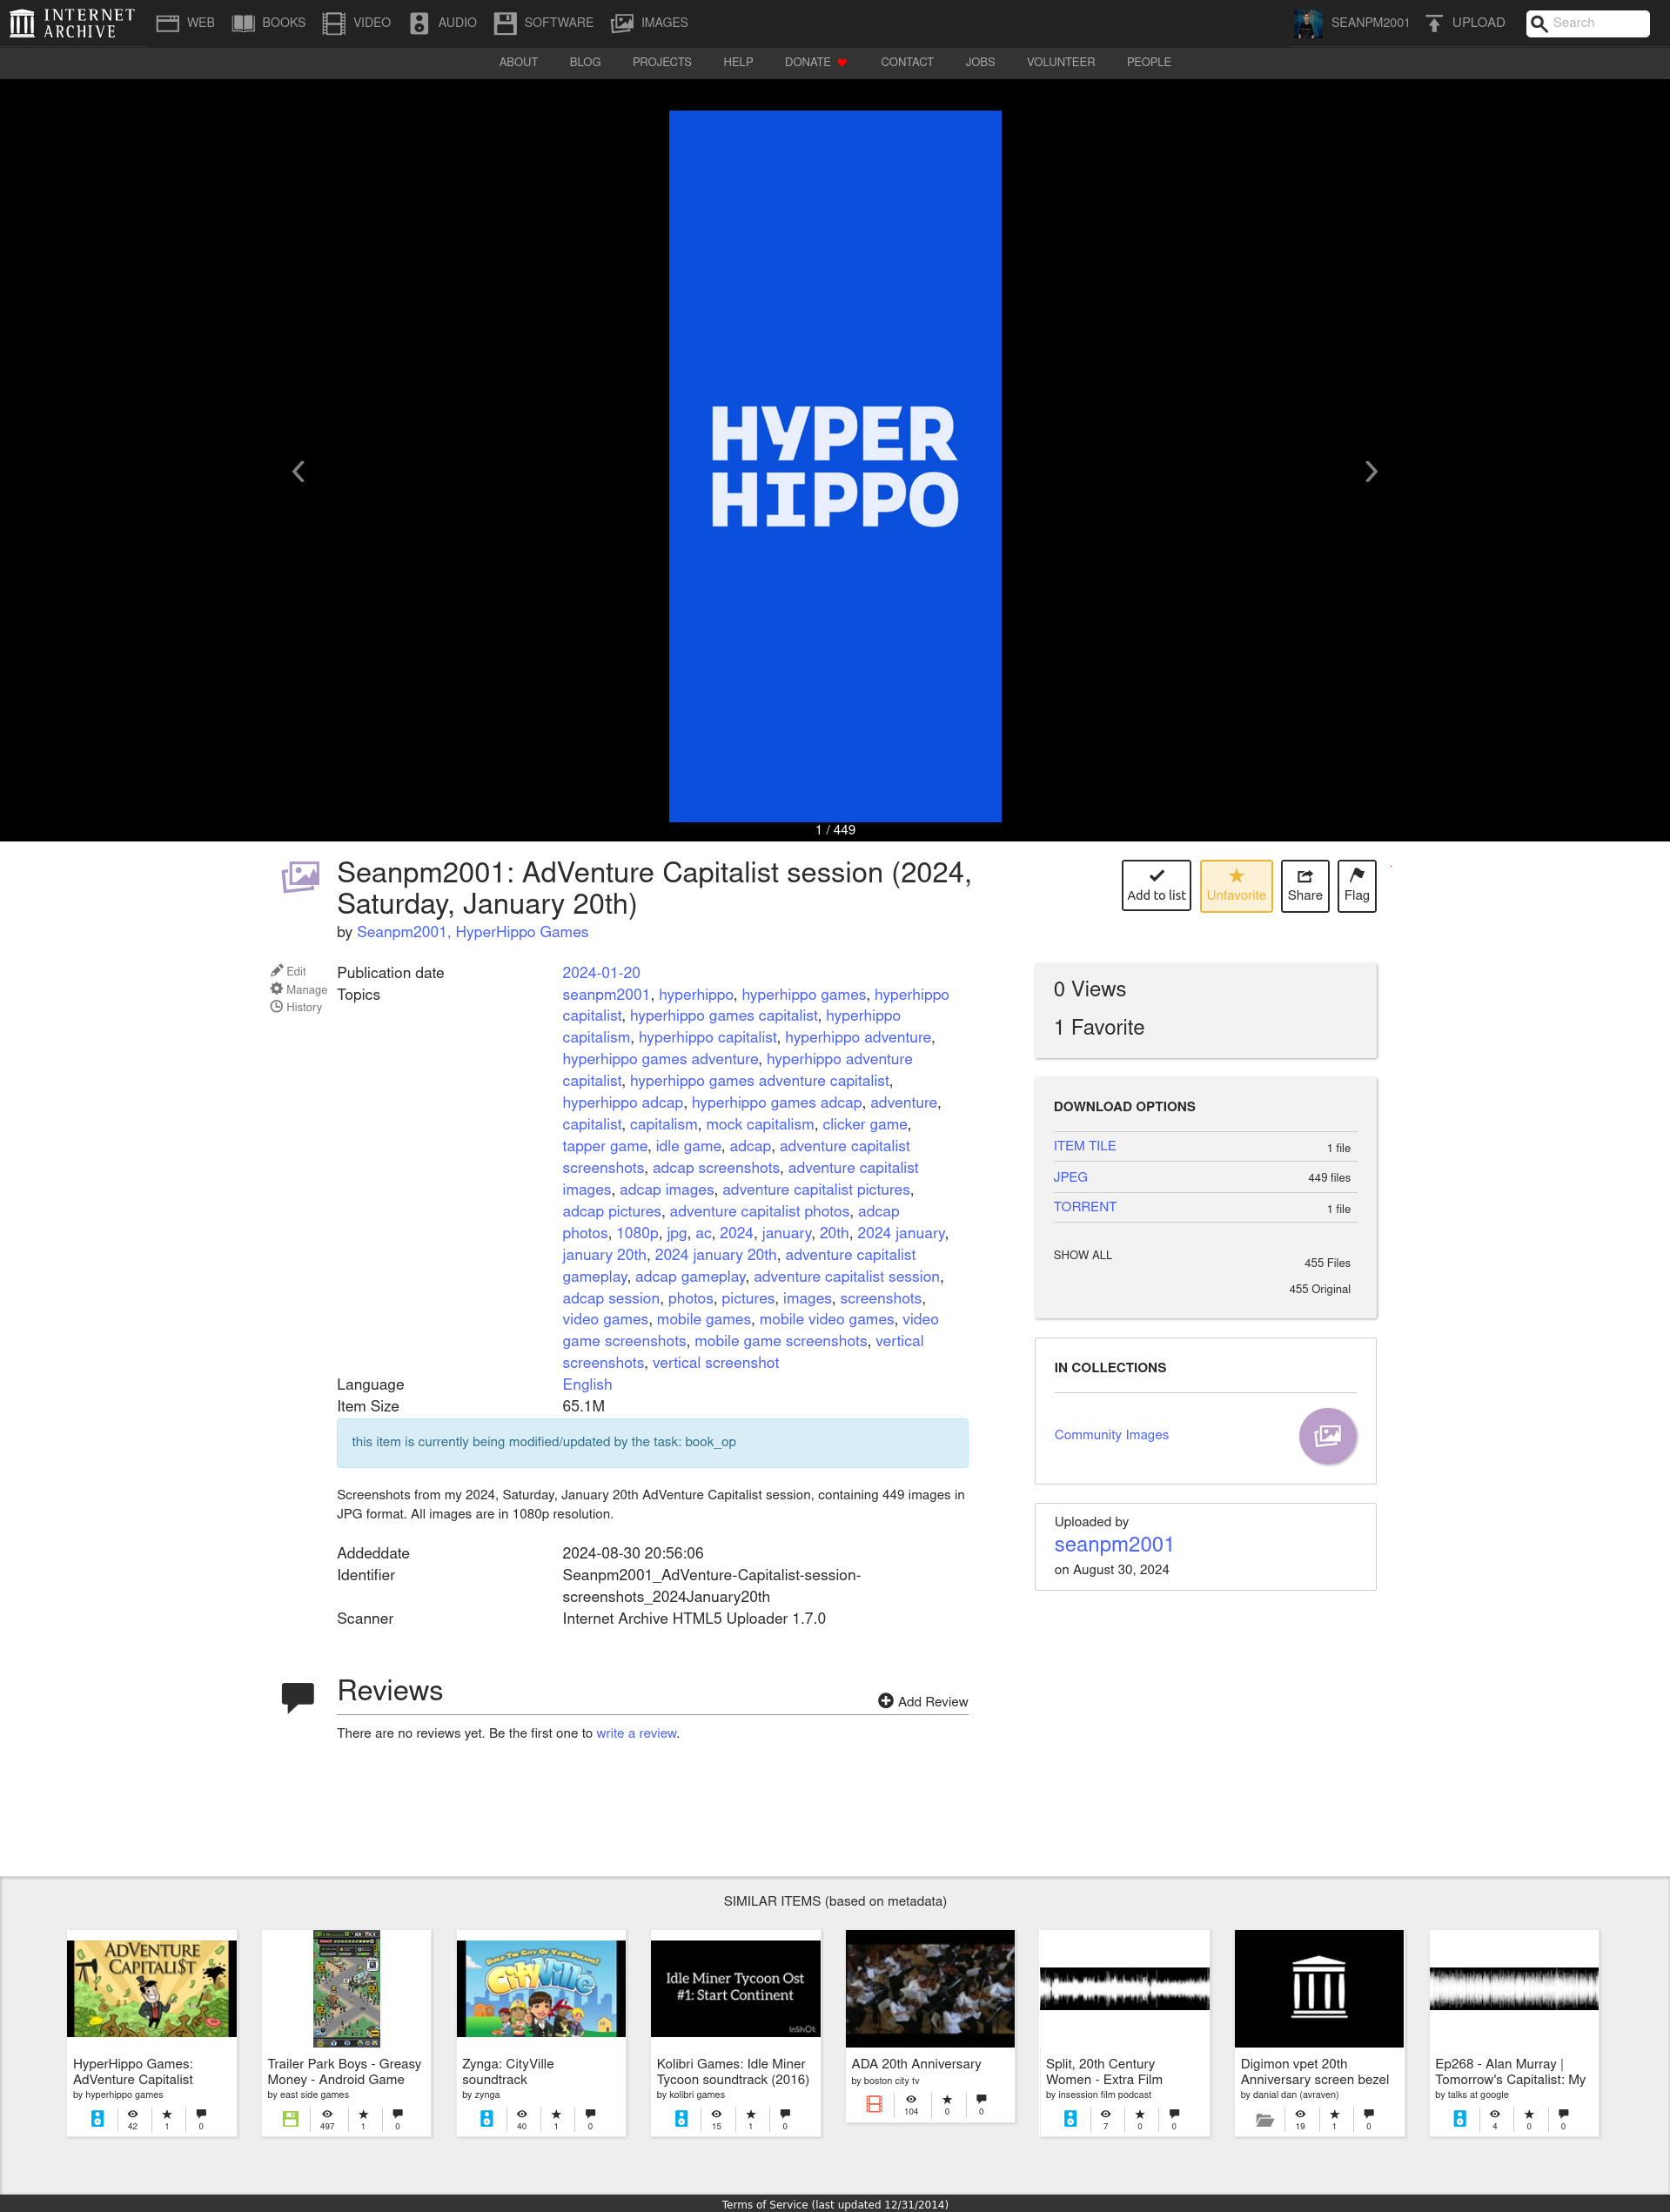 INTERNET
ARCHIVE
WEB
BOOKS
VIDEO
AUDIO
SOFTWARE
IMAGES
SEANPM2001
UPLOAD
Search
ABOUT
BLOG
PROJECTS
HELP
DONATE
CONTACT
JOBS
VOLUNTEER
PEOPLE
HYPER
HIPPO
1 / 449
Seanpm2001: AdVenture Capitalist session (2024,
Saturday, January 20th)
by Seanpm2001, HyperHippo Games
Add to list
Unfavorite
Share
Flag
Edit
Manage
History
Publication date 2024-01-20
Topics seanpm2001, hyperhippo, hyperhippo games, hyperhippo
capitalist, hyperhippo games capitalist, hyperhippo
capitalism, hyperhippo capitalist, hyperhippo adventure,
hyperhippo games adventure, hyperhippo adventure
capitalist, hyperhippo games adventure capitalist,
hyperhippo adcap, hyperhippo games adcap, adventure,
capitalist, capitalism, mock capitalism, clicker game,
tapper game, idle game, adcap, adventure capitalist
screenshots, adcap screenshots, adventure capitalist
images, adcap images, adventure capitalist pictures,
adcap pictures, adventure capitalist photos, adcap
photos, 1080p, jpg, ac, 2024, january, 20th, 2024 january,
january 20th, 2024 january 20th, adventure capitalist
gameplay, adcap gameplay, adventure capitalist session,
adcap session, photos, pictures, images, screenshots,
video games, mobile games, mobile video games, video
game screenshots, mobile game screenshots, vertical
screenshots, vertical screenshot
Language English
Item Size 65.1M
this item is currently being modified/updated by the task: book_op
Screenshots from my 2024, Saturday, January 20th AdVenture Capitalist session, containing 449 images in
JPG format. All images are in 1080p resolution.
Addeddate 2024-08-30 20:56:06
Identifier Seanpm2001_AdVenture-Capitalist-session-
screenshots_2024January20th
Scanner Internet Archive HTML5 Uploader 1.7.0
0 Views
1 Favorite
DOWNLOAD OPTIONS
ITEM TILE 1 file
JPEG 449 files
TORRENT 1 file
SHOW ALL 455 Files
455 Original
IN COLLECTIONS
Community Images
Uploaded by
seanpm2001
on August 30, 2024
Reviews
Add Review
There are no reviews yet. Be the first one to write a review.
SIMILAR ITEMS (based on metadata)
ADVENTURE
CAPITALI$T
HyperHippo Games:
AdVenture Capitalist
by hyperhippo games
42 1 0
Trailer Park Boys - Greasy
Money - Android Game
by east side games
497 1 0
BUILD THE CITY OF YOUR DREAMS!
CityVille
Zynga: CityVille
soundtrack
by zynga
40 1 0
Idle Miner Tycoon Ost
#1: Start Continent
InShOt
Kolibri Games: Idle Miner
Tycoon soundtrack (2016)
by kolibri games
15 1 0
ADA 20th Anniversary
by boston city tv
104 0 0
Split, 20th Century
Women - Extra Film
by insession film podcast
7 0 0
Digimon vpet 20th
Anniversary screen bezel
by danial dan (avraven)
19 1 0
Ep268 - Alan Murray |
Tomorrow's Capitalist: My
by talks at google
4 0 0
Terms of Service (last updated 12/31/2014)